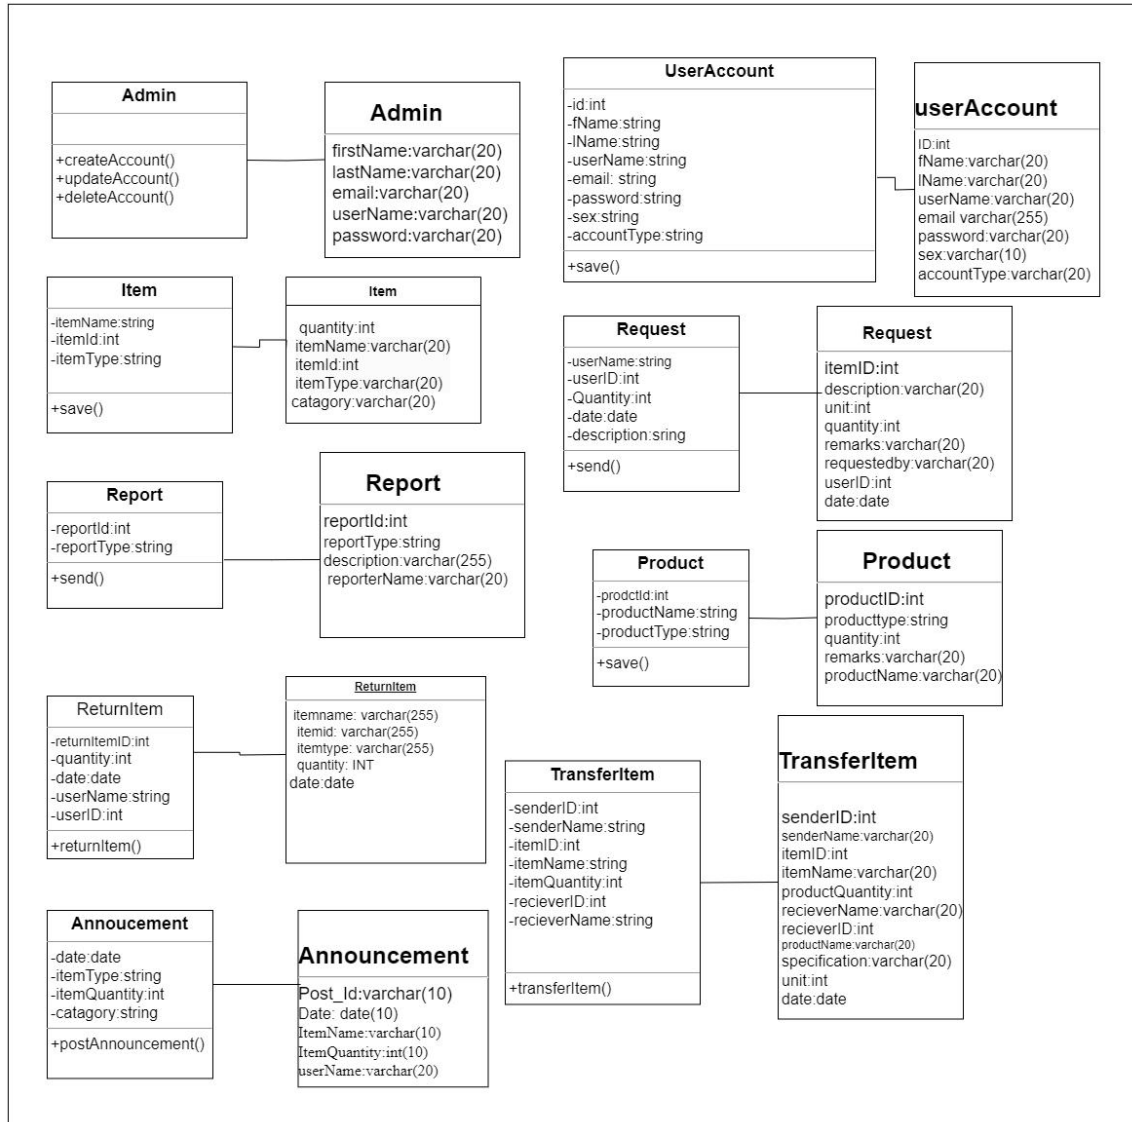 Admin
+createAccount()
+updateAccount()
+deleteAccount()
Admin
firstName:varchar(20)
lastName:varchar(20)
email:varchar(20)
userName:varchar(20)
password:varchar(20)
UserAccount
-id:int
-fName:string
-lName:string
-userName:string
-email: string
-password:string
-sex:string
-accountType:string
+save()
userAccount
ID:int
fName:varchar(20)
lName:varchar(20)
userName:varchar(20)
email varchar(255)
password:varchar(20)
sex:varchar(10)
accountType:varchar(20)
Item
-itemName:string
-itemId:int
-itemType:string
+save()
Item
quantity:int
itemName:varchar(20)
itemId:int
itemType:varchar(20)
catagory:varchar(20)
Request
-userName:string
-userID:int
-Quantity:int
-date:date
-description:sring
+send()
Request
itemID:int
description:varchar(20)
unit:int
quantity:int
remarks:varchar(20)
requestedby:varchar(20)
userID:int
date:date
Report
-reportId:int
-reportType:string
+send()
Report
reportId:int
reportType:string
description:varchar(255)
reporterName:varchar(20)
Product
-prodctId:int
-productName:string
-productType:string
+save()
Product
productID:int
producttype:string
quantity:int
remarks:varchar(20)
productName:varchar(20)
ReturnItem
-returnItemID:int
-quantity:int
-date:date
-userName:string
-userID:int
+returnItem()
ReturnItem
itemname: varchar(255)
itemid: varchar(255)
itemtype: varchar(255)
quantity: INT
date:date
TransferItem
-senderID:int
-senderName:string
-itemID:int
-itemName:string
-itemQuantity:int
-recieverID:int
-recieverName:string
+transferItem()
TransferItem
senderID:int
senderName:varchar(20)
itemID:int
itemName:varchar(20)
productQuantity:int
recieverName:varchar(20)
recieverID:int
productName:varchar(20)
specification:varchar(20)
unit:int
date:date
Annoucement
-date:date
-itemType:string
-itemQuantity:int
-catagory:string
+postAnnouncement()
Announcement
Post_Id:varchar(10)
Date: date(10)
ItemName:varchar(10)
ItemQuantity:int(10)
userName:varchar(20)